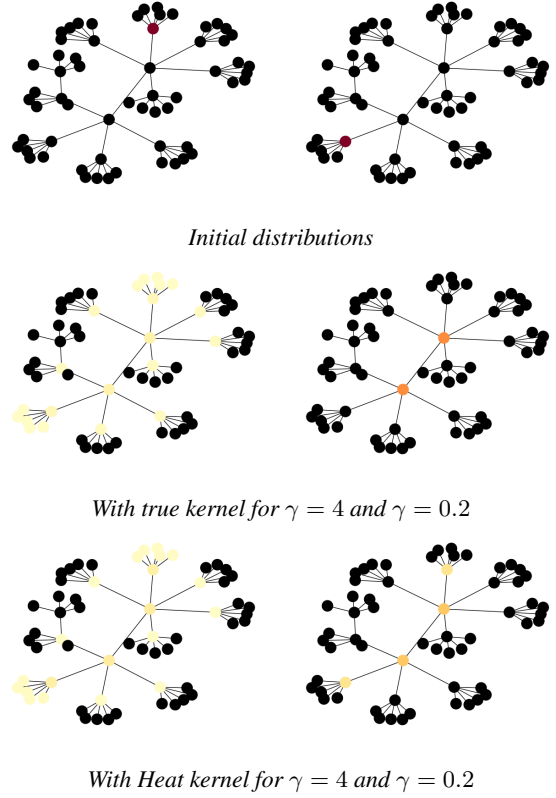 Initial distributions
With true kernel for γ = 4 and γ = 0.2
With Heat kernel for γ = 4 and γ = 0.2